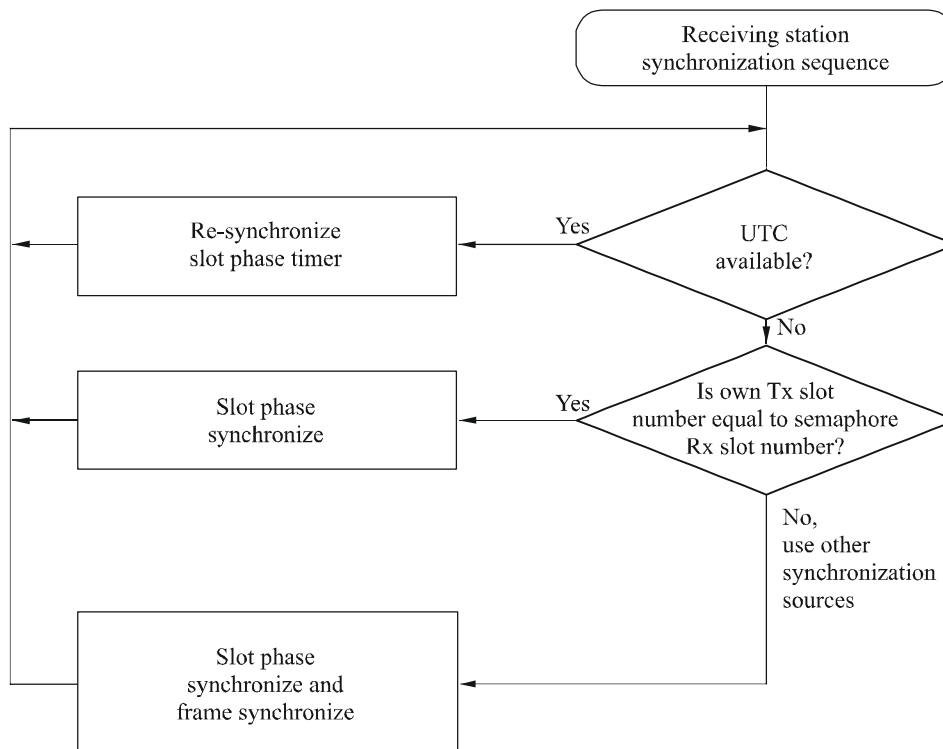 Receiving station
synchronization sequence
Yes
UTC
available?
Re-synchronize
slot phase timer
No
Yes
Is own Tx slot
number equal to semaphore
Rx slot number?
Slot phase
synchronize
No,
use other
synchronization
sources
Slot phase
synchronize and
frame synchronize